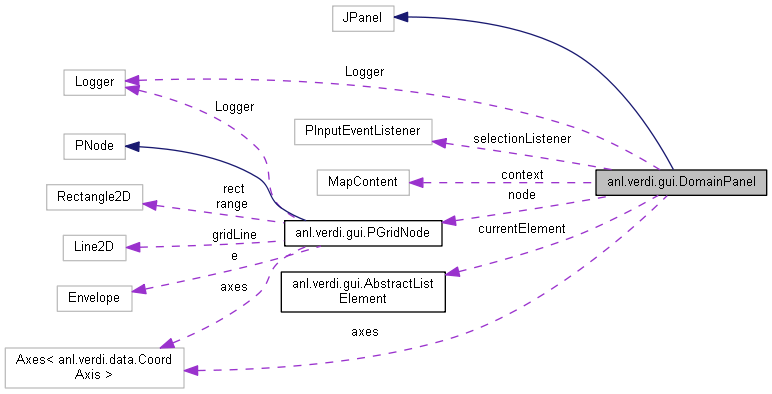 JPanel
Logger
Logger
Logger
PInputEventListener
selectionListener
PNode
MapContent
context
anl.verdi.gui.DomainPanel
Rectangle2D
rect
range
node
anl.verdi.gui.PGridNode
currentElement
Line2D
gridLine
e
anl.verdi.gui.AbstractList
Element
Envelope
axes
axes
Axes< anl.verdi.data.Coord
Axis >